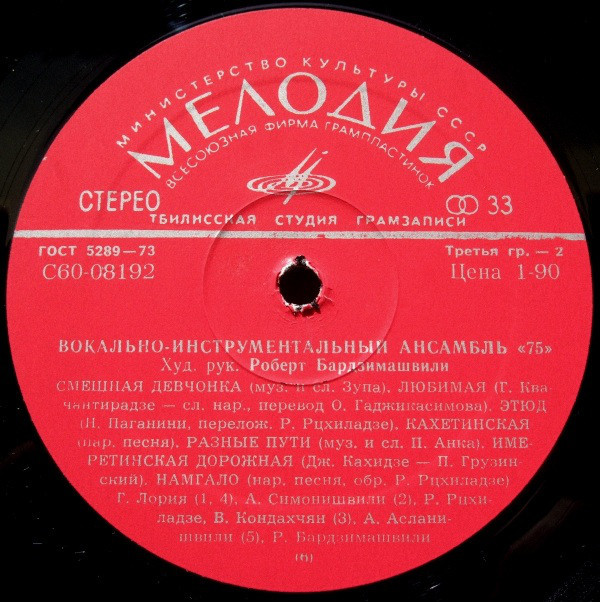 МИНИСТЕРСТВО КУЛЬТУРЫ СССР
МЕЛОДИЯ
ВСЕСОЮЗНАЯ ФИРМА ГРАМПЛАСТИНОК
СТЕРЕО 33
ТБИЛИССКАЯ СТУДИЯ ГРАМЗАПИСИ
ГОСТ 5289—73 Третья гр. — 2
С60-08192 Цена 1-90
ВОКАЛЬНО-ИНСТРУМЕНТАЛЬНЫЙ АНСАМБЛЬ «75»
Худ. рук. Роберт Бардзимашвили
СМЕШНАЯ ДЕВЧОНКА (муз. и сл. Зупа). ЛЮБИМАЯ (Г. Ква-
чантирадзе — сл. нар., перевод О. Гаджикасимова). ЭТЮД
(Н. Паганини, перелож. Р. Рцхиладзе). КАХЕТИНСКАЯ
(нар. песня). РАЗНЫЕ ПУТИ (муз. и сл. П. Анка). ИМЕ-
РЕТИНСКАЯ ДОРОЖНАЯ (Дж. Кахидзе — П. Грузин-
ский). НАМГАЛО (нар. песня, обр. Р. Рцхиладзе)
Г. Лория (1, 4), А. Симонишвили (2), Р. Рцхи-
ладзе, В. Кондахчян (3), А. Аслани-
швили (5), Р. Бардзимашвили
(6)